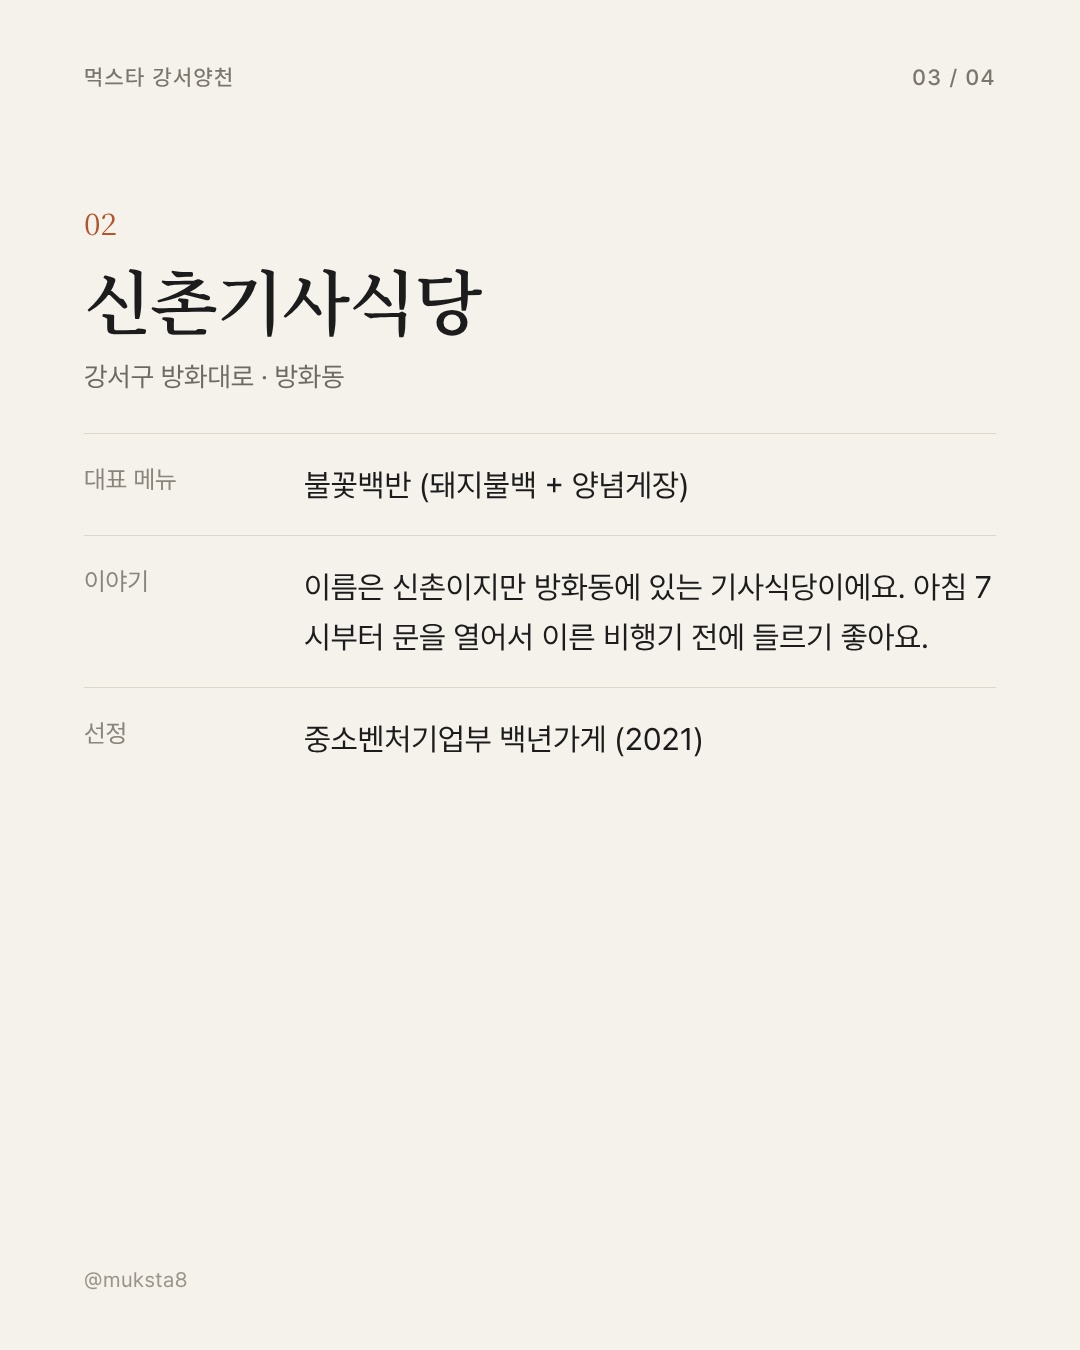 먹스타 강서양천
03 / 04
02
신촌기사식당
강서구 방화대로 · 방화동
대표 메뉴
불꽃백반 (돼지불백 + 양념게장)
이야기
이름은 신촌이지만 방화동에 있는 기사식당이에요. 아침 7
시부터 문을 열어서 이른 비행기 전에 들르기 좋아요.
선정
중소벤처기업부 백년가게 (2021)
@muksta8